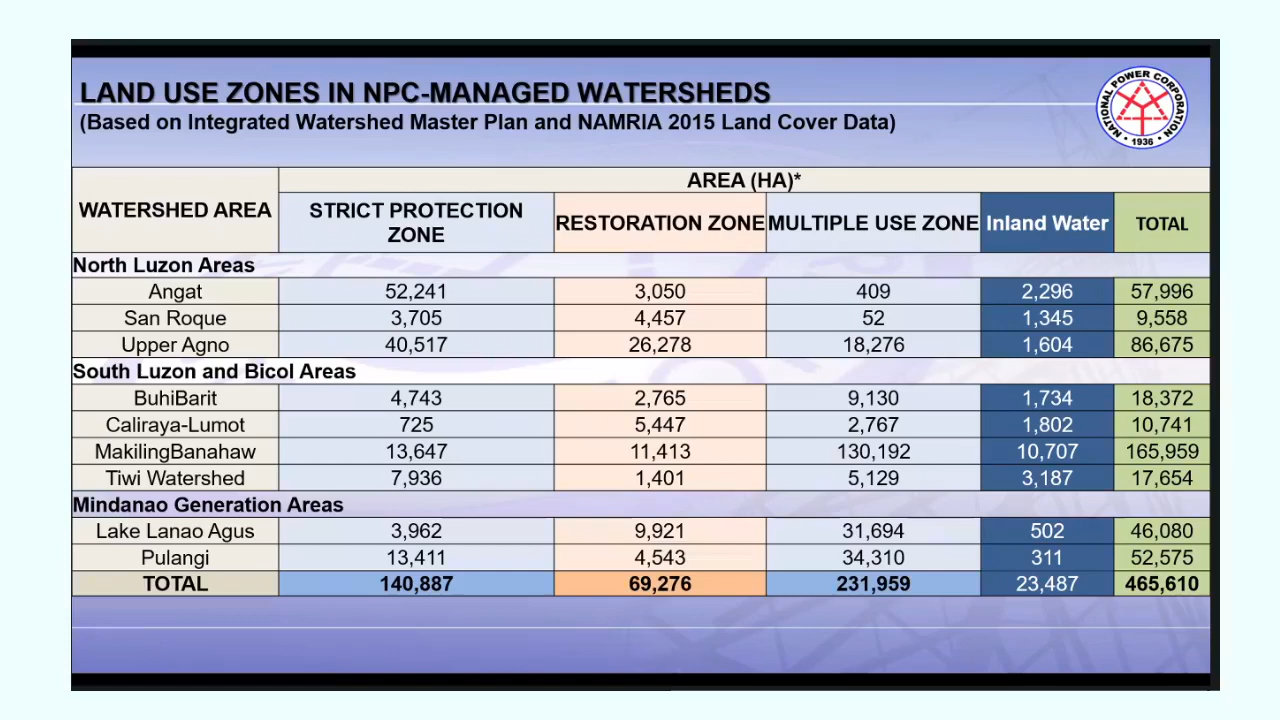 LAND USE ZONES IN NPC-MANAGED WATERSHEDS
(Based on Integrated Watershed Master Plan and NAMRIA 2015 Land Cover Data)
NATIONAL POWER CORPORATION
• 1936 •
WATERSHED AREA
AREA (HA)*
STRICT PROTECTION
ZONE
RESTORATION ZONE
MULTIPLE USE ZONE
Inland Water
TOTAL
North Luzon Areas
Angat 52,241 3,050 409 2,296 57,996
San Roque 3,705 4,457 52 1,345 9,558
Upper Agno 40,517 26,278 18,276 1,604 86,675
South Luzon and Bicol Areas
BuhiBarit 4,743 2,765 9,130 1,734 18,372
Caliraya-Lumot 725 5,447 2,767 1,802 10,741
MakilingBanahaw 13,647 11,413 130,192 10,707 165,959
Tiwi Watershed 7,936 1,401 5,129 3,187 17,654
Mindanao Generation Areas
Lake Lanao Agus 3,962 9,921 31,694 502 46,080
Pulangi 13,411 4,543 34,310 311 52,575
TOTAL 140,887 69,276 231,959 23,487 465,610